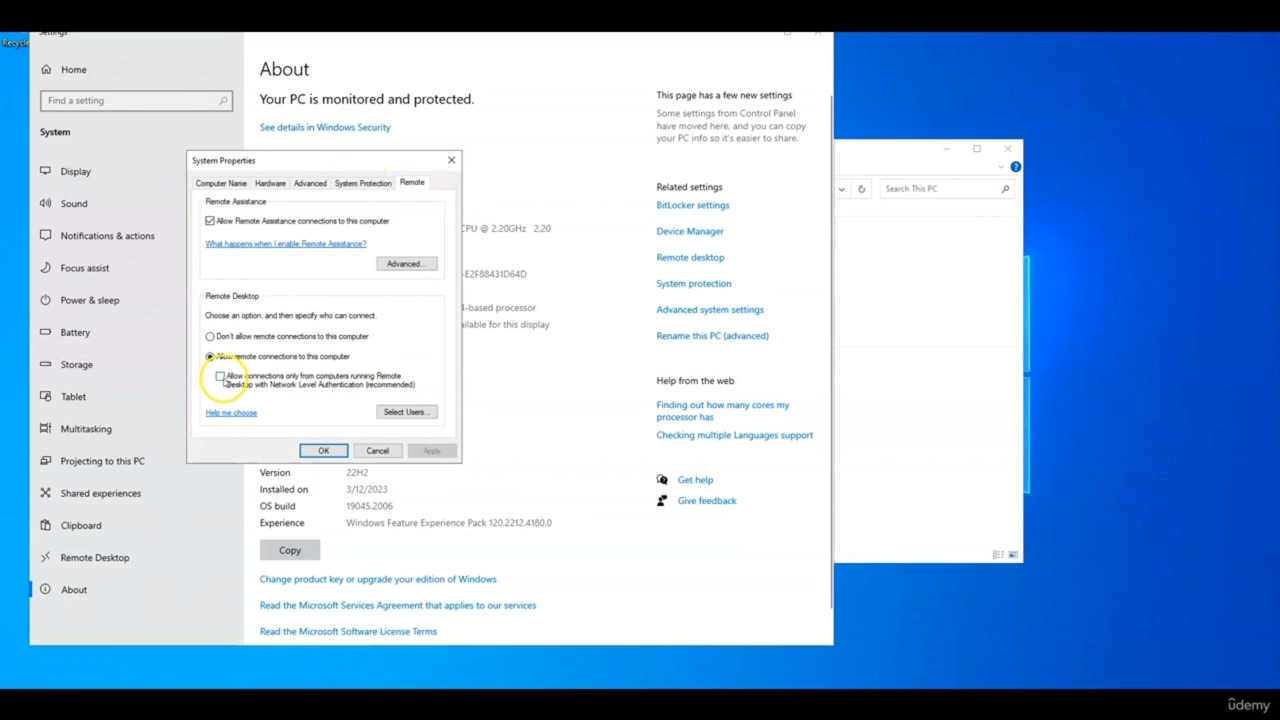 Settings
Recycle
Home
Find a setting
System
Display
Sound
Notifications & actions
Focus assist
Power & sleep
Battery
Storage
Tablet
Multitasking
Projecting to this PC
Shared experiences
Clipboard
Remote Desktop
About
About
Your PC is monitored and protected.
See details in Windows Security
CPU @ 2.20GHz 2.20
-E2F88431D64D
4-based processor
ailable for this display
System Properties
Computer Name
Hardware
Advanced
System Protection
Remote
Remote Assistance
Allow Remote Assistance connections to this computer
What happens when I enable Remote Assistance?
Advanced...
Remote Desktop
Choose an option, and then specify who can connect.
Don't allow remote connections to this computer
Allow remote connections to this computer
Allow connections only from computers running Remote
Desktop with Network Level Authentication (recommended)
Help me choose
Select Users...
OK
Cancel
Apply
Version 22H2
Installed on 3/12/2023
OS build 19045.2006
Experience Windows Feature Experience Pack 120.2212.4180.0
Copy
Change product key or upgrade your edition of Windows
Read the Microsoft Services Agreement that applies to our services
Read the Microsoft Software License Terms
This page has a few new settings
Some settings from Control Panel
have moved here, and you can copy
your PC info so it's easier to share.
Related settings
BitLocker settings
Device Manager
Remote desktop
System protection
Advanced system settings
Rename this PC (advanced)
Help from the web
Finding out how many cores my
processor has
Checking multiple Languages support
Get help
Give feedback
Search This PC
ûdemy